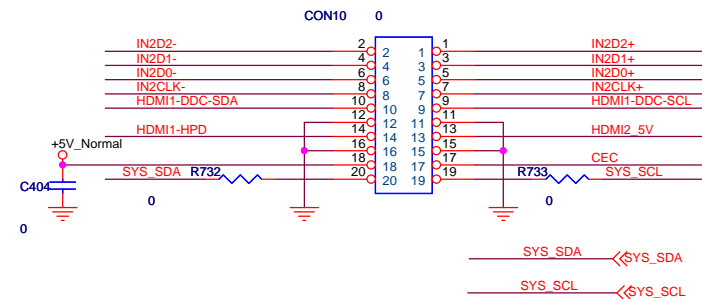 CON10 0
IN2D2- 2 2 1 1 IN2D2+
IN2D1- 4 4 3 3 IN2D1+
IN2D0- 6 6 5 5 IN2D0+
IN2CLK- 8 8 7 7 IN2CLK+
HDMI1-DDC-SDA 10 10 9 9 HDMI1-DDC-SCL
12 12 11 11
HDMI1-HPD 14 14 13 13 HDMI2_5V
+5V_Normal 16 16 15 15
18 18 17 17 CEC
SYS_SDA R732 20 20 19 19 R733 SYS_SCL
C404
0 0
0
SYS_SDA SYS_SDA
SYS_SCL SYS_SCL